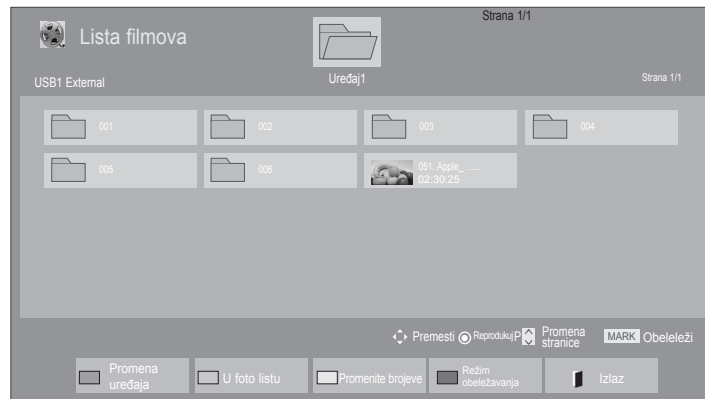 Strana 1/1
Lista filmova
USB1 External
Uređaj1
Strana 1/1
001
002
003
004
005
006
051. Apple_ ......
02:30:25
Premesti
Reprodukuj
P
Promena
stranice
MARK
Obeleleži
Promena
uređaja
U foto listu
Promenite brojeve
Režim
obeležavanja
Izlaz